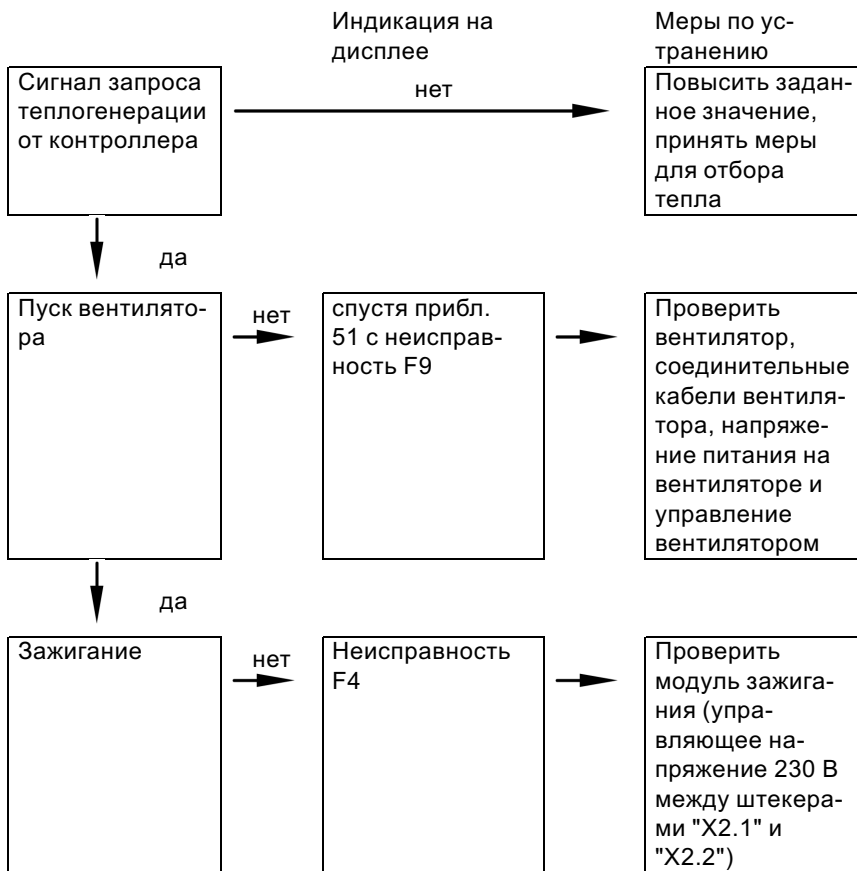 Индикация на
дисплее
Меры по ус-
транению
Сигнал запроса
теплогенерации
от контроллера
нет
Повысить задан-
ное значение,
принять меры
для отбора
тепла
да
Пуск вентилято-
ра
нет
спустя прибл.
51 с неисправ-
ность F9
Проверить
вентилятор,
соединительные
кабели вентиля-
тора, напряже-
ние питания на
вентиляторе и
управление
вентилятором
да
Зажигание
нет
Неисправность
F4
Проверить
модуль зажига-
ния (упра-
вляющее на-
пряжение 230 В
между штекера-
ми "X2.1" и
"X2.2")